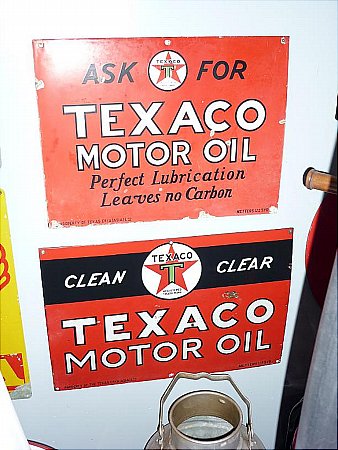 ASK FOR
TEXACO
T
TEXACO
MOTOR OIL
Perfect Lubrication
Leaves no Carbon
TEXACO
T
CLEAN CLEAR
TEXACO
MOTOR OIL